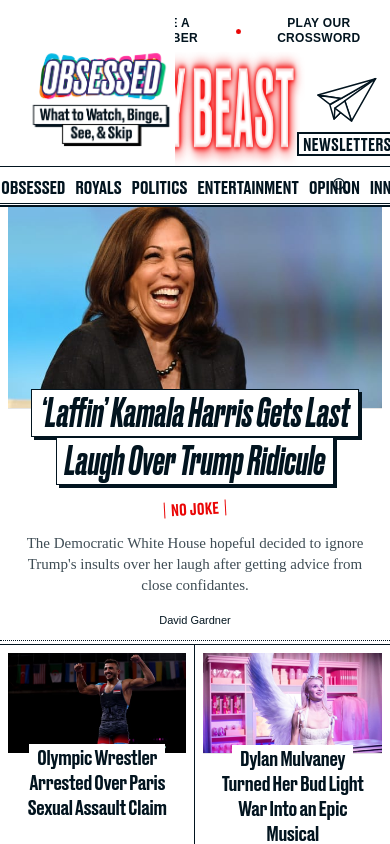 E A
BER
PLAY OUR
CROSSWORD
OBSESSED
What to Watch, Binge,
See, & Skip
Y BEAST
NEWSLETTERS
OBSESSED ROYALS POLITICS ENTERTAINMENT OPINION INN
‘Laffin’ Kamala Harris Gets Last
Laugh Over Trump Ridicule
NO JOKE
The Democratic White House hopeful decided to ignore
Trump's insults over her laugh after getting advice from
close confidantes.
David Gardner
Olympic Wrestler
Arrested Over Paris
Sexual Assault Claim
Dylan Mulvaney
Turned Her Bud Light
War Into an Epic
Musical